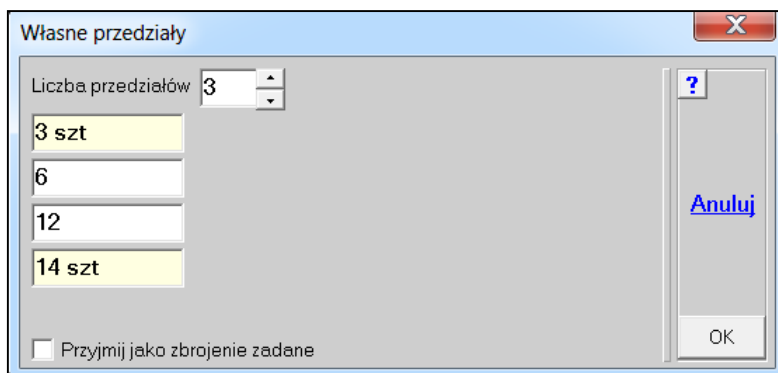 Własne przedziały
Liczba przedziałów 3
?
3 szt
6
12
Anuluj
14 szt
Przyjmij jako zbrojenie zadane
OK